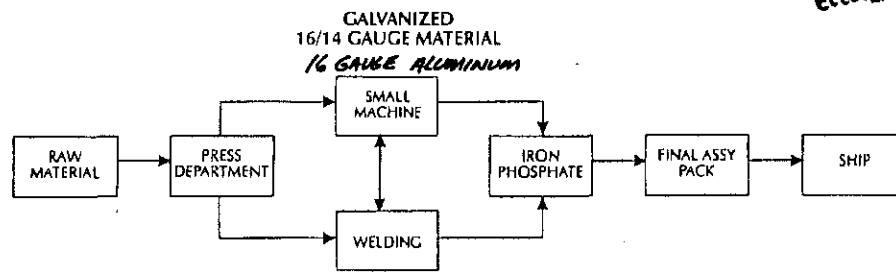 GALVANIZED
16/14 GAUGE MATERIAL
16 GAUGE ALUMINUM
SMALL
MACHINE
RAW
MATERIAL
PRESS
DEPARTMENT
IRON
PHOSPHATE
FINAL ASSY
PACK
SHIP
WELDING